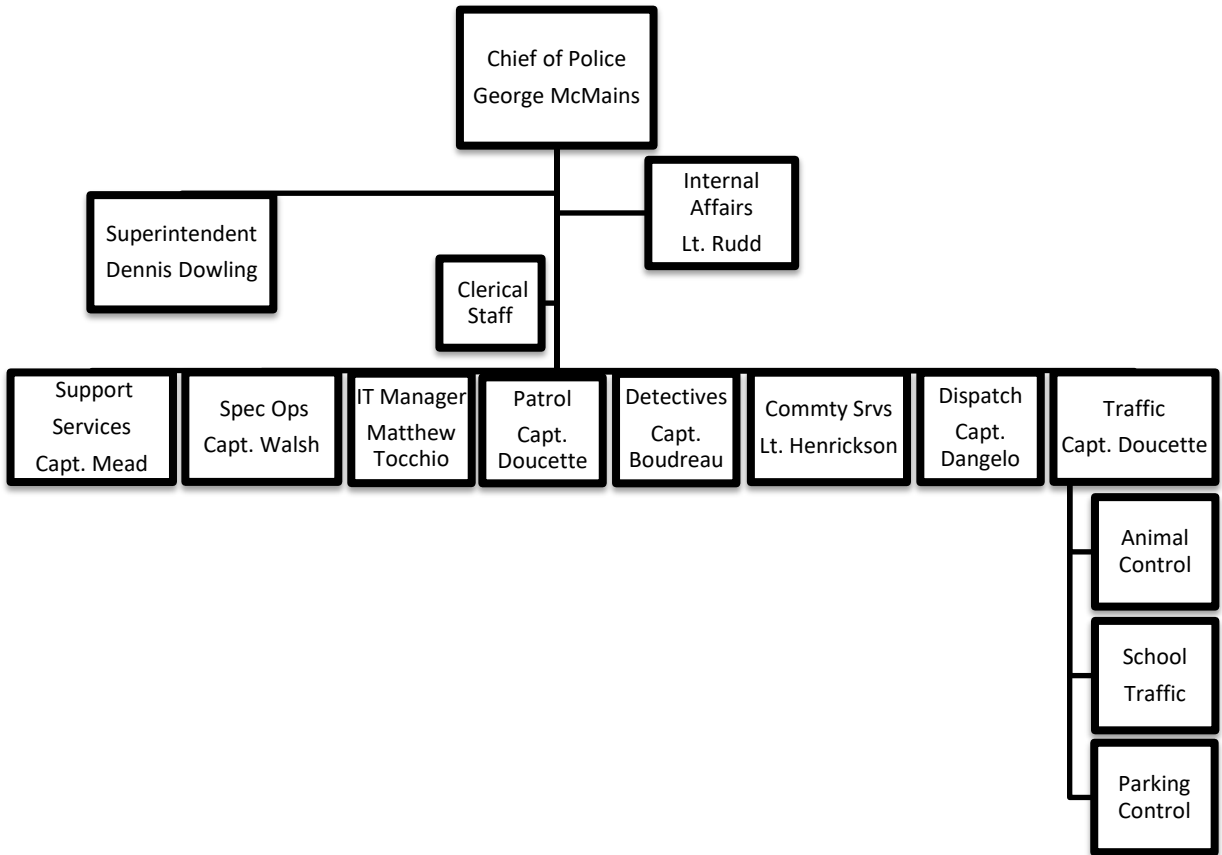 Chief of Police
George McMains
Internal
Affairs
Lt. Rudd
Superintendent
Dennis Dowling
Clerical
Staff
Support
Services
Capt. Mead
Spec Ops
Capt. Walsh
IT Manager
Matthew
Tocchio
Patrol
Capt.
Doucette
Detectives
Capt.
Boudreau
Commty Srvs
Lt. Henrickson
Dispatch
Capt.
Dangelo
Traffic
Capt. Doucette
Animal
Control
School
Traffic
Parking
Control